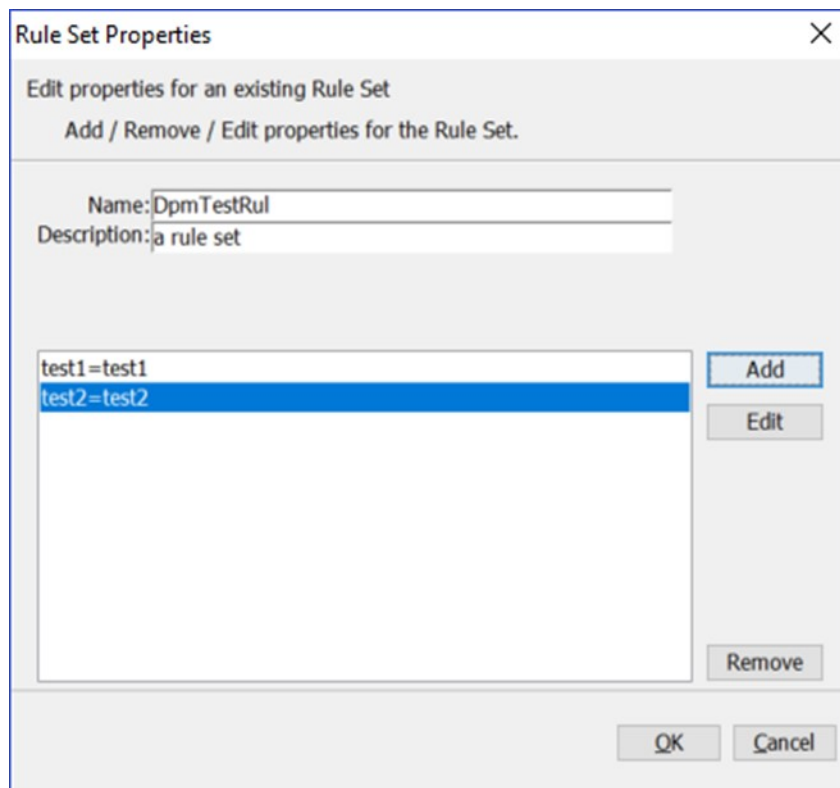 Rule Set Properties
Edit properties for an existing Rule Set
Add / Remove / Edit properties for the Rule Set.
Name: DpmTestRul
Description: a rule set
test1=test1
Add
test2=test2
Edit
Remove
OK
Cancel